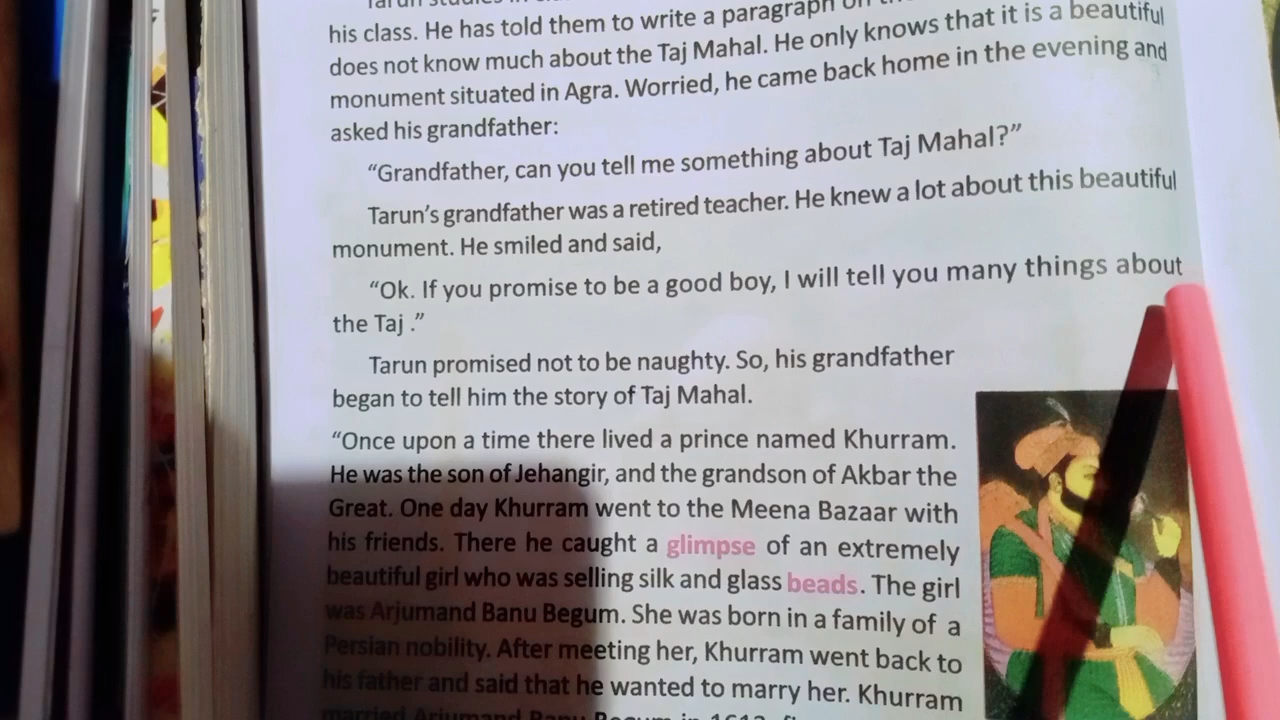 Tarun studies in
his class. He has told them to write a paragraph on
does not know much about the Taj Mahal. He only knows that it is a beautiful
monument situated in Agra. Worried, he came back home in the evening and
asked his grandfather:
“Grandfather, can you tell me something about Taj Mahal?”
Tarun’s grandfather was a retired teacher. He knew a lot about this beautiful
monument. He smiled and said,
“Ok. If you promise to be a good boy, I will tell you many things about
the Taj .”
Tarun promised not to be naughty. So, his grandfather
began to tell him the story of Taj Mahal.
“Once upon a time there lived a prince named Khurram.
He was the son of Jehangir, and the grandson of Akbar the
Great. One day Khurram went to the Meena Bazaar with
his friends. There he caught a glimpse of an extremely
beautiful girl who was selling silk and glass beads. The girl
was Arjumand Banu Begum. She was born in a family of a
Persian nobility. After meeting her, Khurram went back to
his father and said that he wanted to marry her. Khurram
married Arjumand Banu Begum in